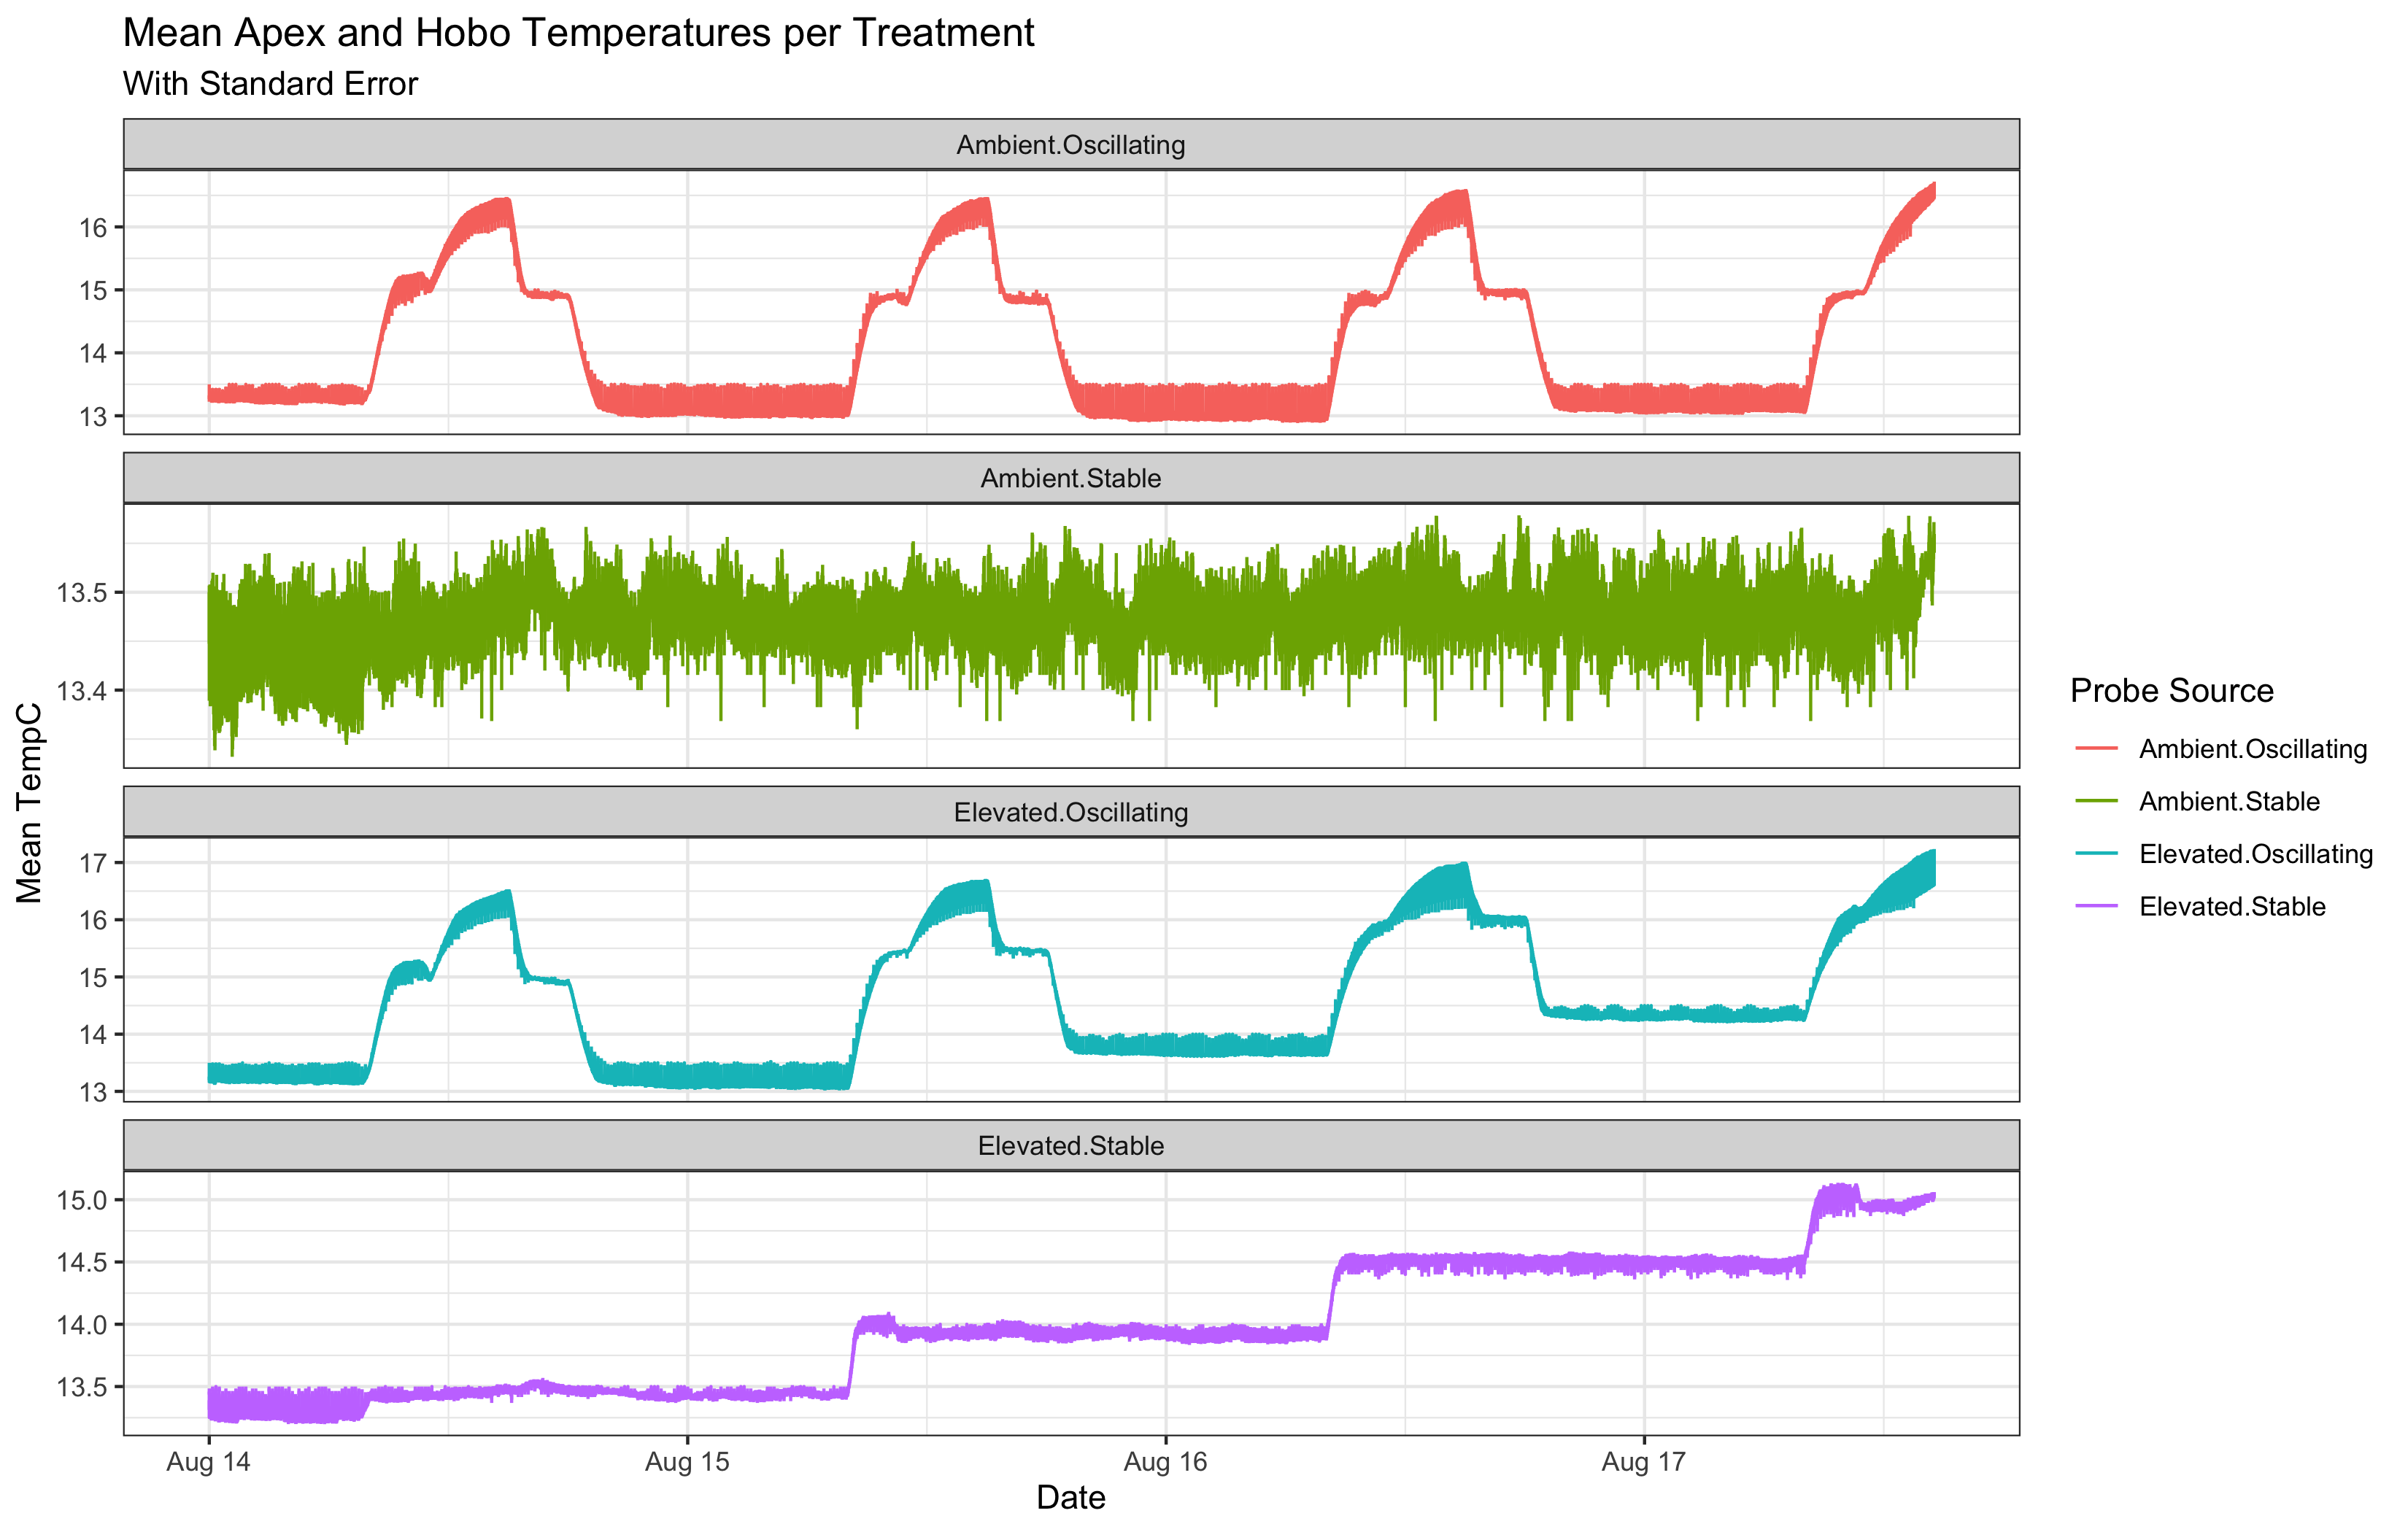 Mean Apex and Hobo Temperatures per Treatment
With Standard Error
Ambient.Oscillating
16
15
14
13
Ambient.Stable
13.5
13.4
Elevated.Oscillating
17
16
15
14
13
Elevated.Stable
15.0
14.5
14.0
13.5
Aug 14
Aug 15
Aug 16
Aug 17
Date
Mean TempC
Probe Source
Ambient.Oscillating
Ambient.Stable
Elevated.Oscillating
Elevated.Stable